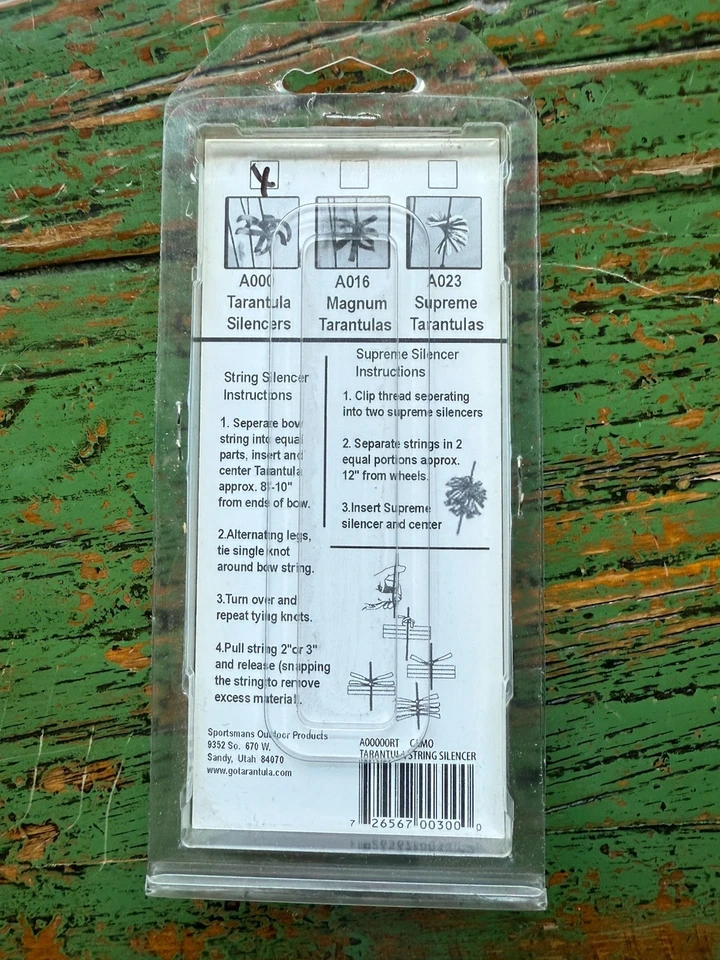 A000 A016 A023
Tarantula Magnum Supreme
Silencers Tarantulas Tarantulas
String Silencer
Instructions
1. Seperate bow
string into equal
parts, insert and
center Tarantula
approx. 8"-10"
from ends of bow.
2.Alternating legs,
tie single knot
around bow string.
3.Turn over and
repeat tying knots.
4.Pull string 2"or 3"
and release (snapping
the string to remove
excess material.
Supreme Silencer
Instructions
1. Clip thread seberating
into two supreme silencers
2. Separate strings in 2
equal portions approx.
12" from wheels.
3.Insert Supreme
silencer and center
Sportsmans Outdoor Products
9352 So. 670 W.
Sandy, Utah 84070
www.gotarantula.com
A00000RT CAMO
TARANTULA STRING SILENCER
7 26567 00300 0